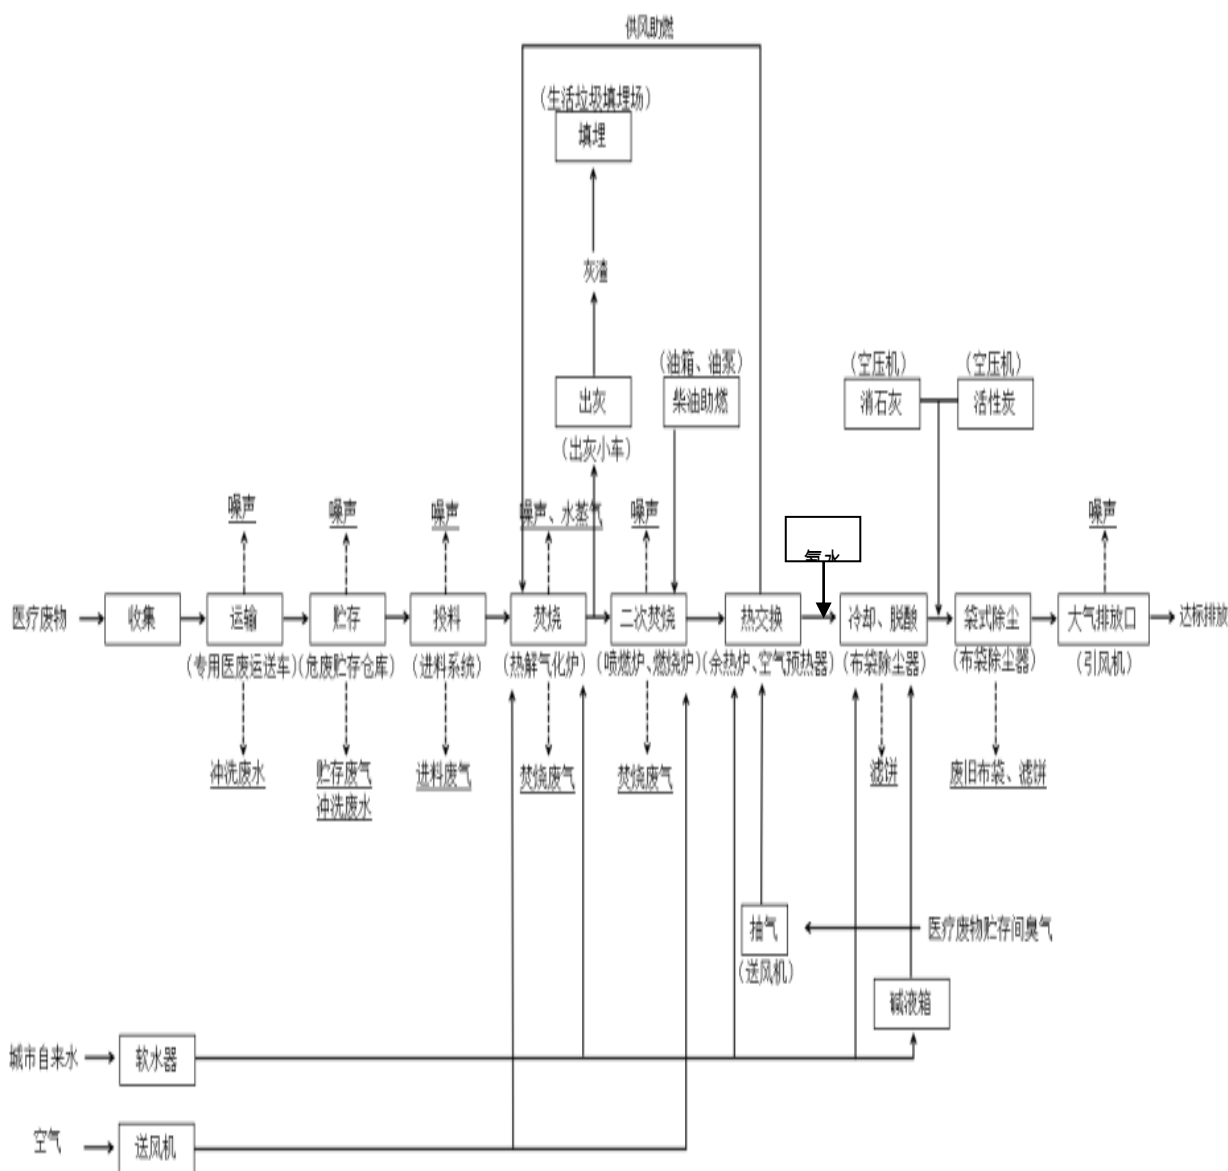 供风助燃
(生活垃圾填埋场)
填埋
灰渣
(油箱、油泵)
(空压机)
(空压机)
出灰
柴油助燃
消石灰
活性炭
(出灰小车)
噪声
噪声
噪声
噪声、水蒸气
噪声
噪声
氨水
医疗废物
收集
运输
贮存
投料
焚烧
二次焚烧
热交换
冷却、脱酸
袋式除尘
大气排放口
达标排放
(专用医废运送车)
(危废贮存仓库)
(进料系统)
(热解气化炉)
(喷燃炉、燃烧炉)
(余热炉、空气预热器)
(布袋除尘器)
(布袋除尘器)
(引风机)
冲洗废水
贮存废气
冲洗废水
进料废气
焚烧废气
焚烧废气
滤饼
废旧布袋、滤饼
抽气
医疗废物贮存间臭气
(送风机)
碱液箱
城市自来水
软水器
空气
送风机